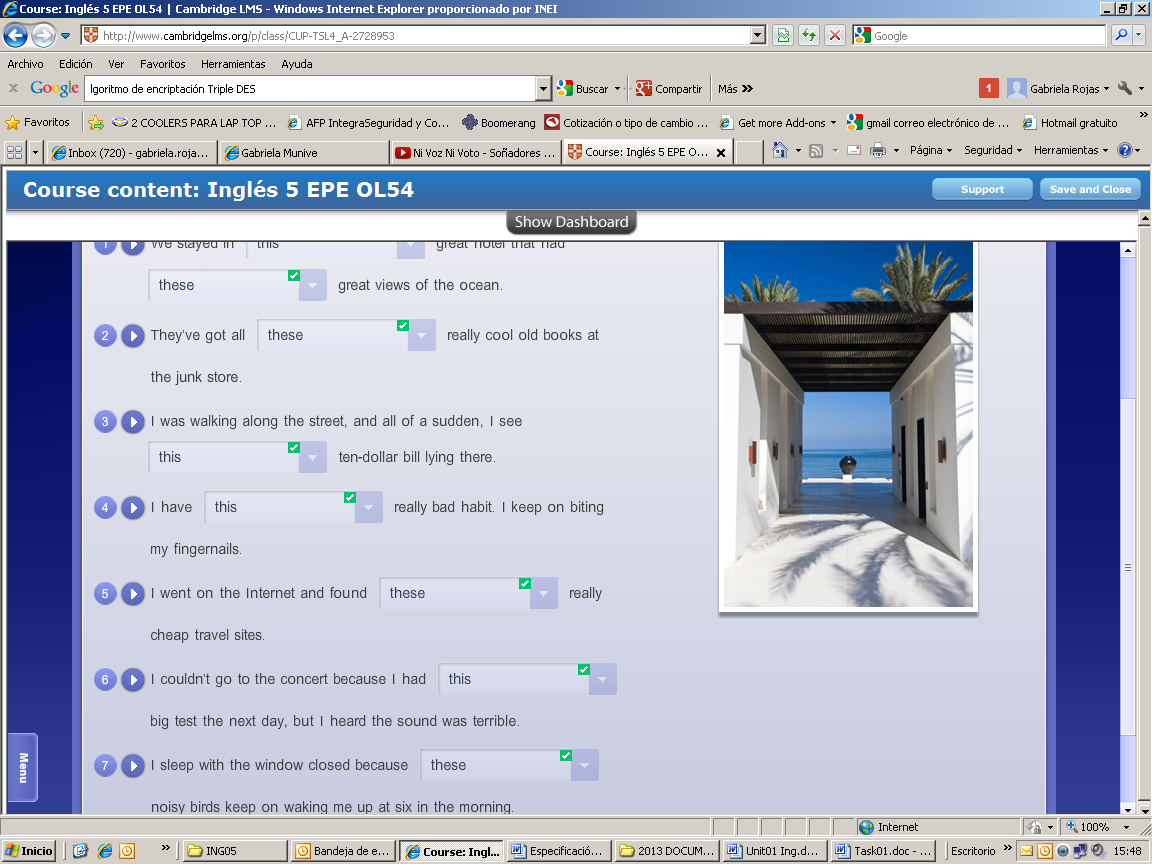 Course: Inglés 5 EPE OL54 | Cambridge LMS - Windows Internet Explorer proporcionado por INEI
http://www.cambridgelms.org/p/class/CUP-TSL4_A-2728953
Google
Archivo Edición Ver Favoritos Herramientas Ayuda
x Google lgoritmo de encriptación Triple DES Buscar Compartir Más » 1 Gabriela Rojas
Favoritos 2 COOLERS PARA LAP TOP ... AFP IntegraSeguridad y Co... Boomerang Cotización o tipo de cambio ... Get more Add-ons gmail correo electrónico de ... Hotmail gratuito »
Inbox (720) - gabriela.roja... Gabriela Munive Ni Voz Ni Voto - Soñadores ... Course: Inglés 5 EPE O... Página Seguridad Herramientas
Course content: Inglés 5 EPE OL54 Support Save and Close
Show Dashboard
1 We stayed in this great hotel that had
these great views of the ocean.
2 They've got all these really cool old books at
the junk store.
3 I was walking along the street, and all of a sudden, I see
this ten-dollar bill lying there.
4 I have this really bad habit. I keep on biting
my fingernails.
5 I went on the Internet and found these really
cheap travel sites.
6 I couldn't go to the concert because I had this
big test the next day, but I heard the sound was terrible.
7 I sleep with the window closed because these
noisy birds keep on waking me up at six in the morning.
Menu
Internet 100%
Inicio » ING05 Bandeja de e... Course: Ingl... Especificació... 2013 DOCUM... Unit01 Ing.d... Task01.doc - ... Escritorio » 15:48